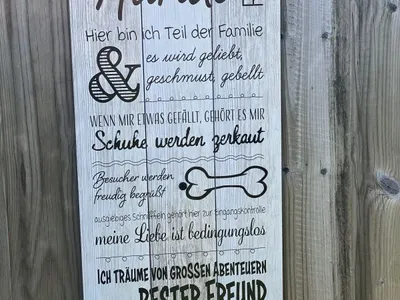 Hier bin ich Teil der Familie
& es wird geliebt,
geschmust, gebellt
WENN MIR ETWAS GEFÄLLT, GEHÖRT ES MIR
Schuhe werden zerkaut
Besucher werden
freudig begrüßt
ausgiebiges Schnüffeln gehört hier zur Eingangskontrolle
meine Liebe ist bedingungslos
ICH TRÄUME VON GROSSEN ABENTEUERN
BESTER FREUND